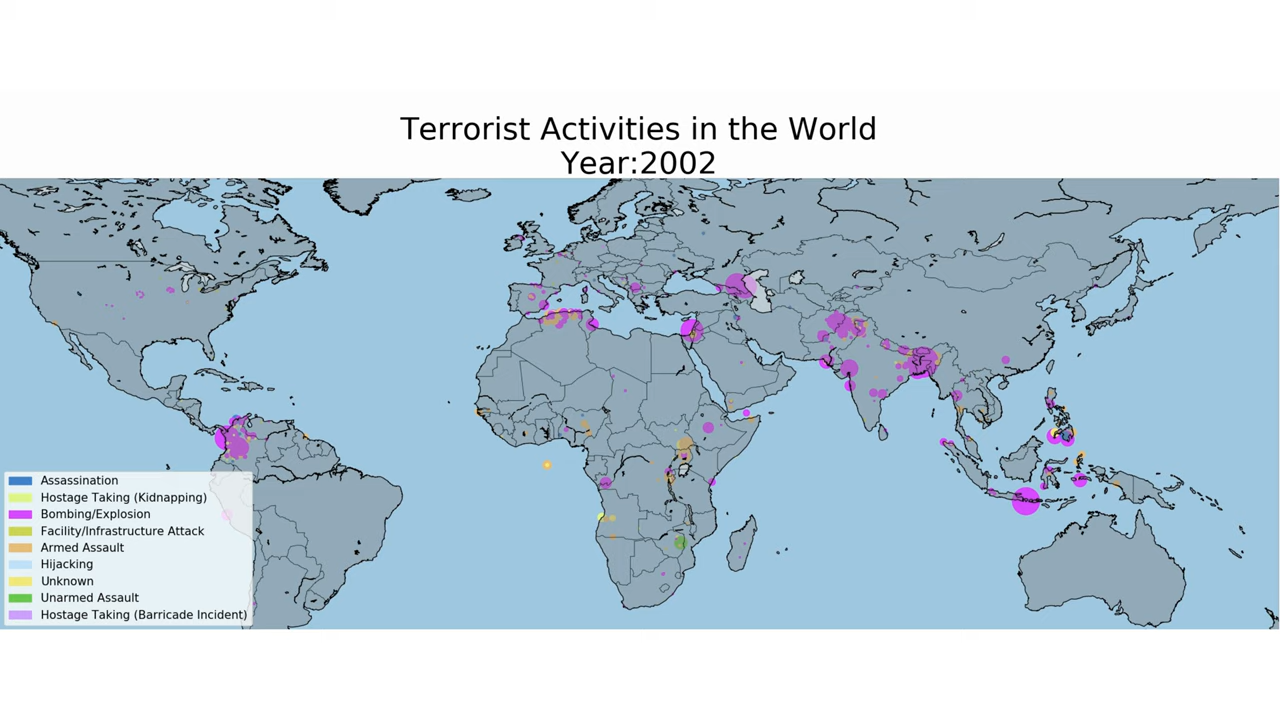 Terrorist Activities in the World
Year:2002
Assassination
Hostage Taking (Kidnapping)
Bombing/Explosion
Facility/Infrastructure Attack
Armed Assault
Hijacking
Unknown
Unarmed Assault
Hostage Taking (Barricade Incident)